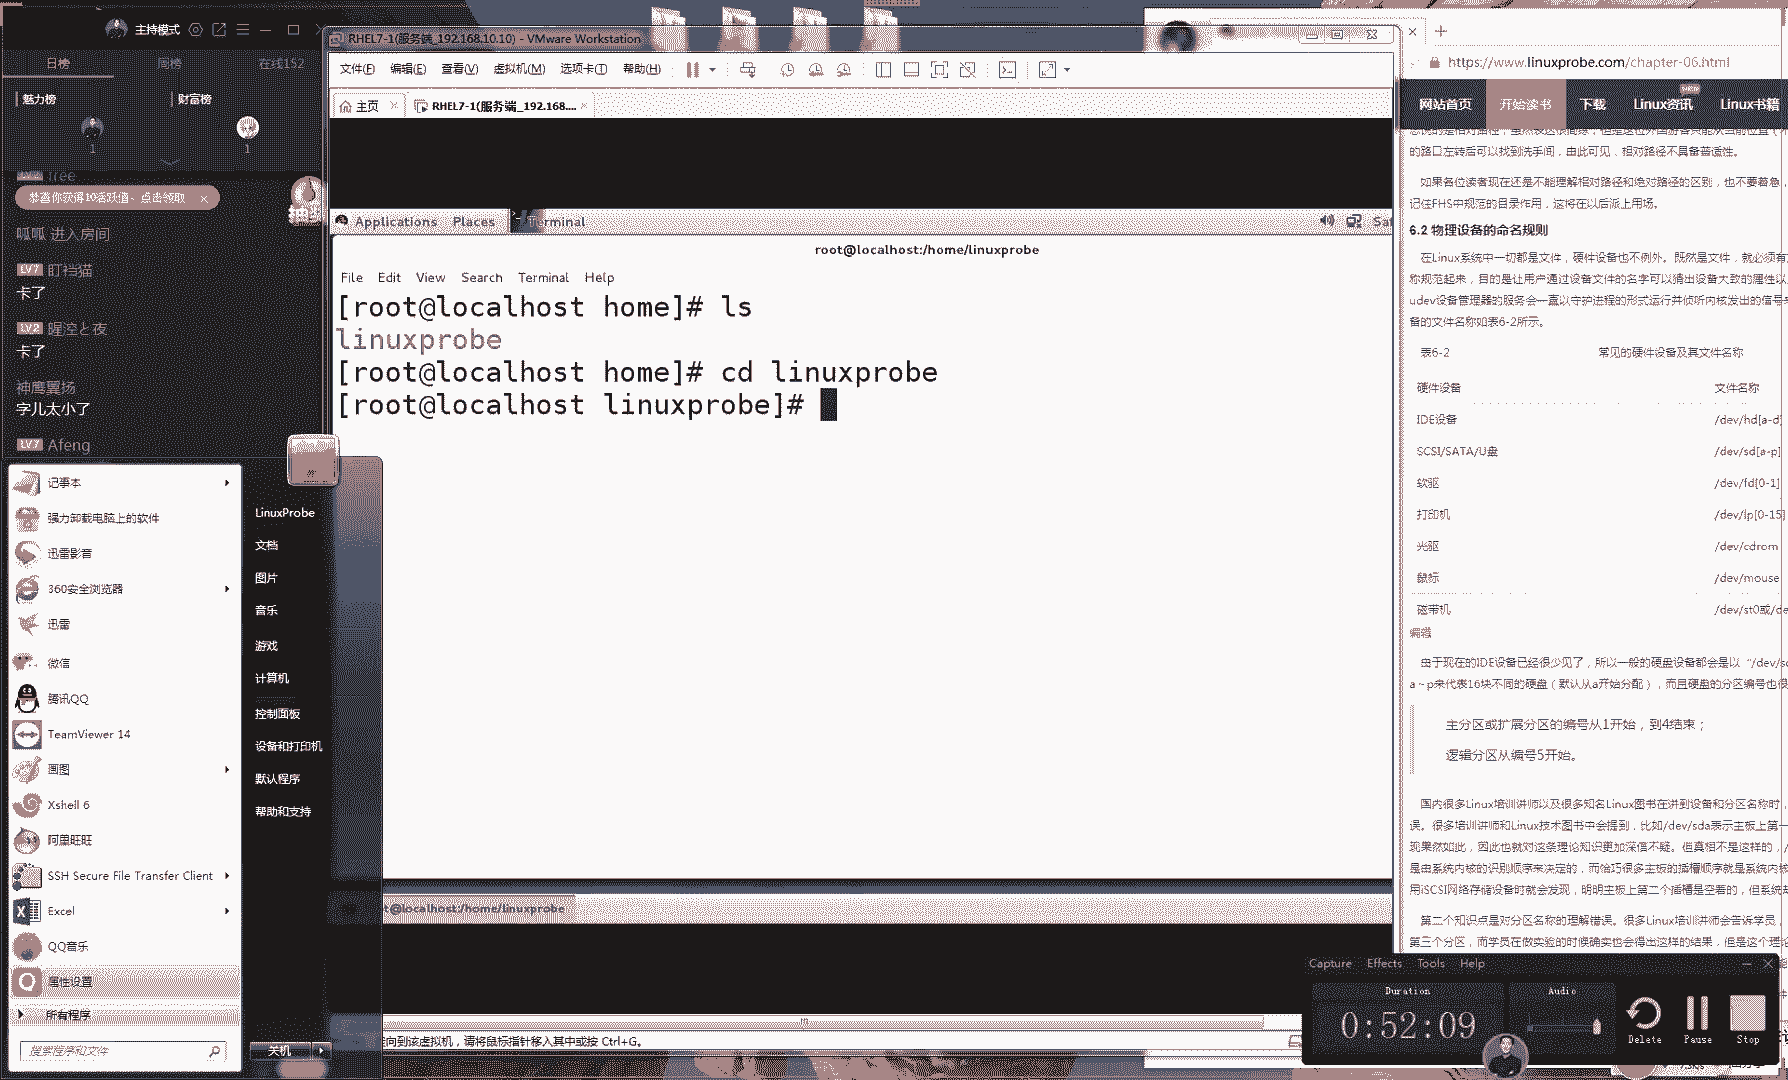 主持模式
日榜 周榜 在线152
魅力榜 财富榜
1 1
LV2 free
恭喜你获得10活跃值、点击领取 ×
呱呱 进入房间
LV7 盯裆猫
卡了
LV2 暒涳と夜
卡了
神鹰翼场
字儿太小了
LV7 Afeng
记事本
强力卸载电脑上的软件
迅雷影音
360安全浏览器
迅雷
微信
腾讯QQ
TeamViewer 14
画图
Xshell 6
阿里旺旺
SSH Secure File Transfer Client
Excel
QQ音乐
属性设置
所有程序
搜索程序和文件
LinuxProbe
文档
图片
音乐
游戏
计算机
控制面板
设备和打印机
默认程序
帮助和支持
关机
RHEL7-1(服务端_192.168.10.10) - VMware Workstation
文件(F) 编辑(E) 查看(V) 虚拟机(M) 选项卡(T) 帮助(H)
主页 × RHEL7-1(服务端_192.168.... ×
Applications Places Terminal
root@localhost:/home/linuxprobe
File Edit View Search Terminal Help
[root@localhost home]# ls
linuxprobe
[root@localhost home]# cd linuxprobe
[root@localhost linuxprobe]#
t@localhost:/home/linuxprobe
向到该虚拟机，请将鼠标指针移入其中或按 Ctrl+G。
https://www.linuxprobe.com/chapter-06.html
网站首页 开始读书 下载 Linux资讯 Linux书籍
的路口左转后可以找到洗手间，由此可见，相对路径不具备普适性。
如果各位读者现在还是不能理解相对路径和绝对路径的区别，也不要着急，
记住FHS中规范的目录作用，这将在以后派上用场。
6.2 物理设备的命名规则
在Linux系统中一切都是文件，硬件设备也不例外。既然是文件，就必须有
称规范起来，目的是让用户通过设备文件的名字可以猜出设备大致的属性以
udev设备管理器的服务会一直以守护进程的形式运行并侦听内核发出的信号
备的文件名称如表6-2所示。
表6-2 常见的硬件设备及其文件名称
硬件设备 文件名称
IDE设备 /dev/hd[a-d]
SCSI/SATA/U盘 /dev/sd[a-p]
软驱 /dev/fd[0-1]
打印机 /dev/lp[0-15]
光驱 /dev/cdrom
鼠标 /dev/mouse
磁带机 /dev/st0或/de
编辑
由于现在的IDE设备已经很少见了，所以一般的硬盘设备都会是以“/dev/sd
a～p来代表16块不同的硬盘（默认从a开始分配），而且硬盘的分区编号也很
主分区或扩展分区的编号从1开始，到4结束；
逻辑分区从编号5开始。
国内很多Linux培训讲师以及很多知名Linux图书在讲到设备和分区名称时，
误。很多培训讲师和Linux技术图书中会提到，比如/dev/sda表示主板上第一
现果然如此，因此也就对这条理论知识更加深信不疑。但真相不是这样的，/
是由系统内核的识别顺序来决定的，而恰巧很多主板的插槽顺序就是系统内核
用iSCSI网络存储设备时就会发现，明明主板上第二个插槽是空着的，但系统却
第二个知识点是对分区名称的理解错误。很多Linux培训讲师会告诉学员，
第三个分区，而学员在做实验的时候确实也会得出这样的结果，但是这个理论
Capture Effects Tools Help
Duration Audio
0:52:09
Delete Pause Stop